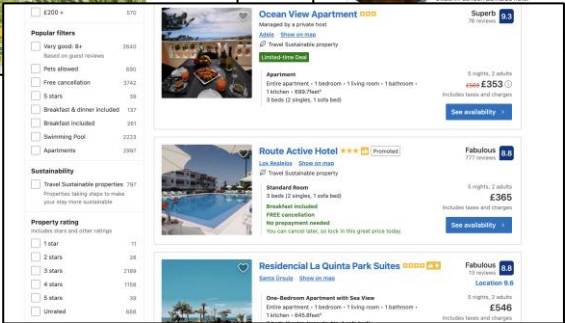 £200 + 570
Popular filters
Very good: 8+ 2640
Based on guest reviews
Pets allowed 690
Free cancellation 3742
5 stars 39
Breakfast & dinner included 137
Breakfast Included 261
Swimming Pool 2223
Apartments 2997
Sustainability
Travel Sustainable properties 797
Properties taking steps to make
your stay more sustainable
Property rating
Includes stars and other ratings
1 star 11
2 stars 26
3 stars 2189
4 stars 1158
5 stars 39
Unrated 686
Ocean View Apartment
Managed by a private host
Adeje Show on map
Travel Sustainable property
Limited-time Deal
Apartment
Entire apartment • 1 bedroom • 1 living room • 1 bathroom •
1 kitchen • 699.7feet²
3 beds (2 singles, 1 sofa bed)
Superb 9.3
76 reviews
5 nights, 2 adults
£353
Includes taxes and charges
See availability
Route Active Hotel Promoted
Los Realejos Show on map
Travel Sustainable property
Standard Room
3 beds (2 singles, 1 sofa bed)
Breakfast included
FREE cancellation
No prepayment needed
You can cancel later, so lock in this great price today.
Fabulous 8.8
777 reviews
5 nights, 2 adults
£365
Includes taxes and charges
See availability
Residencial La Quinta Park Suites
Santa Ursula Show on map
One-Bedroom Apartment with Sea View
Entire apartment • 1 bedroom • 1 living room • 1 bathroom •
1 kitchen • 645.8feet²
Fabulous 8.8
Location 9.6
5 nights, 2 adults
£546
Includes taxes and charges